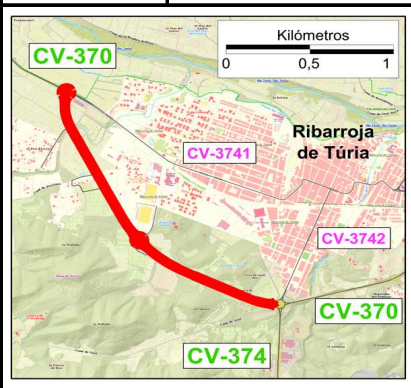 Kilómetros
0 0,5 1
CV-370
Ribarroja
de Túria
CV-3741
CV-3742
CV-370
CV-374